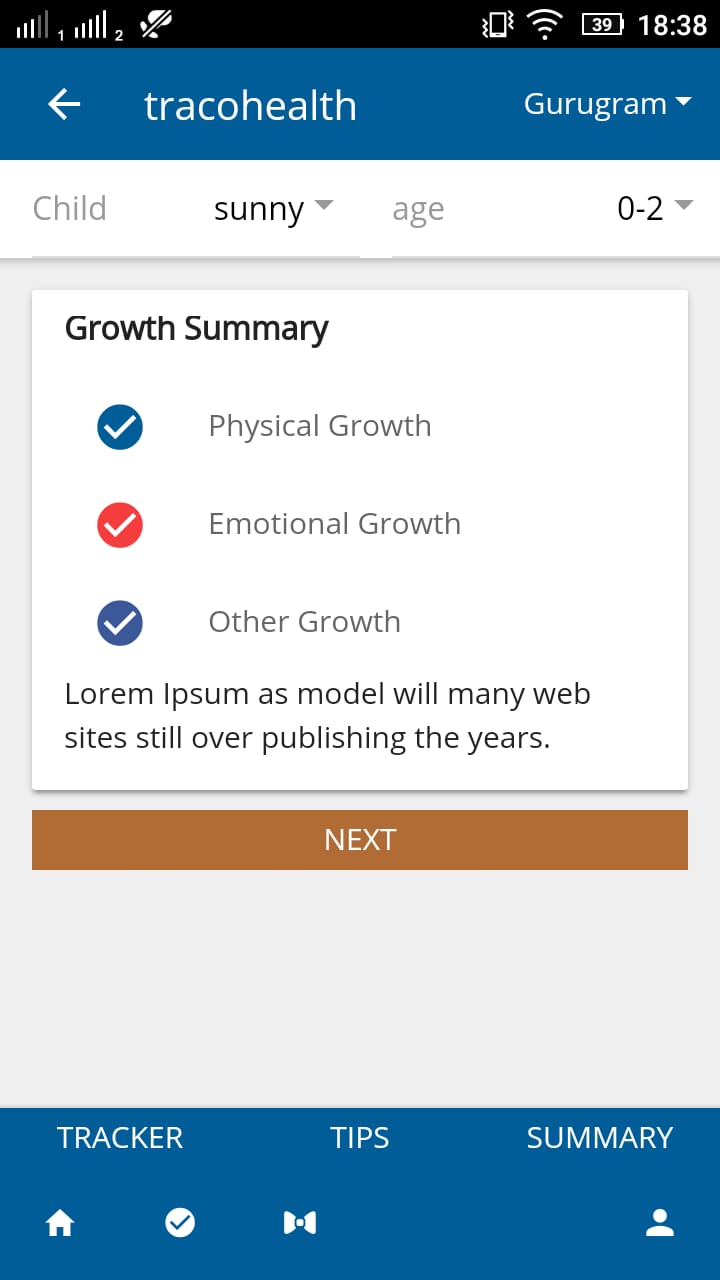 1 2 39 18:38
tracohealth Gurugram
Child sunny age 0-2
Growth Summary
Physical Growth
Emotional Growth
Other Growth
Lorem Ipsum as model will many web
sites still over publishing the years.
NEXT
TRACKER TIPS SUMMARY